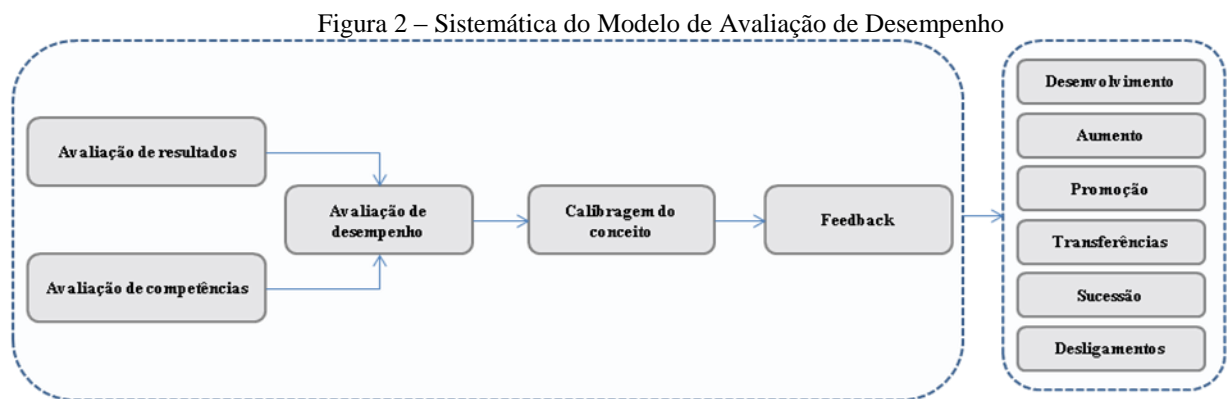 Figura 2 – Sistemática do Modelo de Avaliação de Desempenho
Avaliação de resultados
Avaliação de competências
Avaliação de
desempenho
Calibragem do
conceito
Feedback
Desenvolvimento
Aumento
Promoção
Transferências
Sucessão
Desligamentos